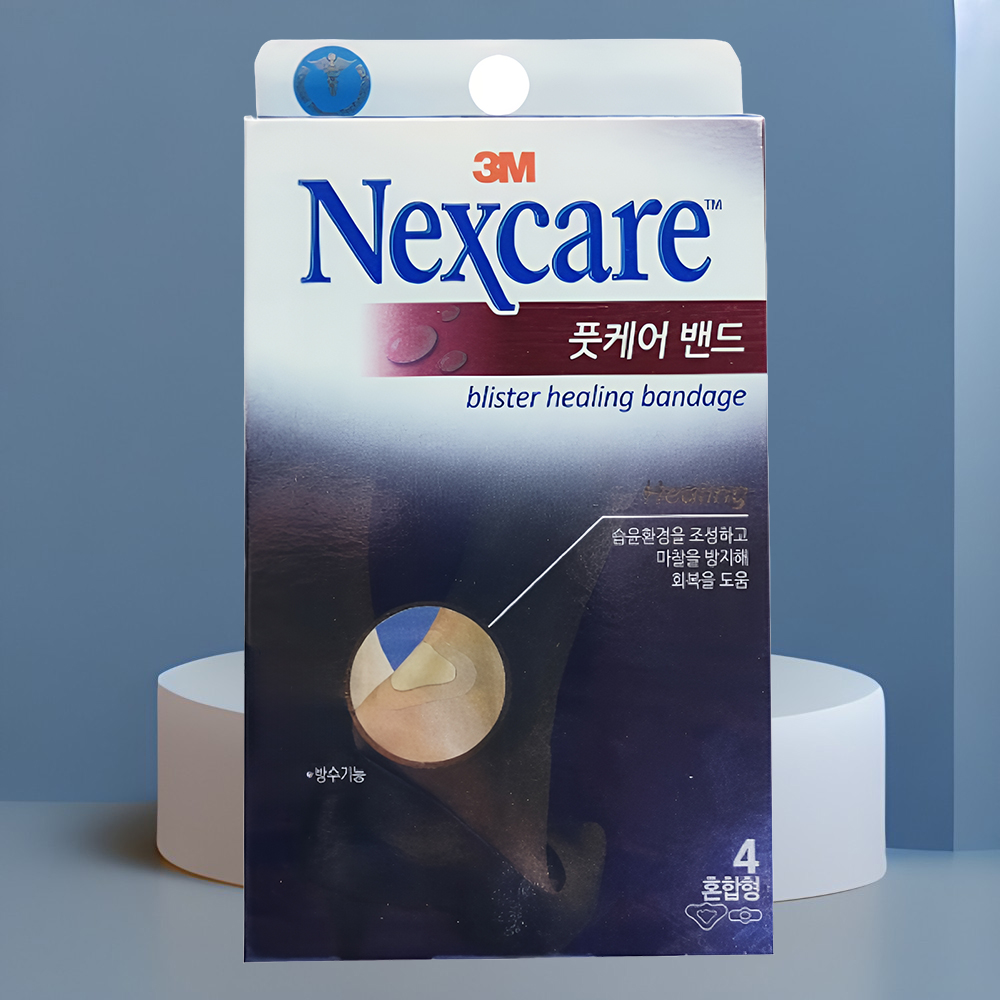 3M
Nexcare™
풋케어 밴드
blister healing bandage
Healing
습윤환경을 조성하고
마찰을 방지해
회복을 도움
•방수기능
4
혼합형